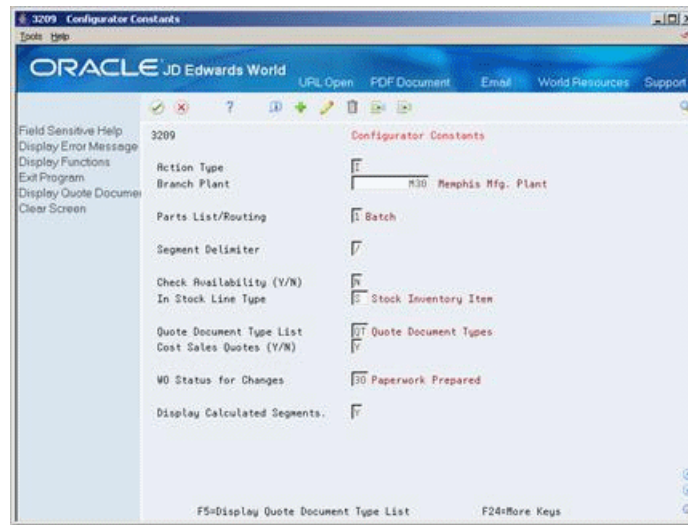 3209 Configurator Constants
Tools Help
ORACLE JD Edwards World
URL Open PDF Document Email World Resources Support
Field Sensitive Help
Display Error Message
Display Functions
Exit Program
Display Quote Documen
Clear Screen
3209 Configurator Constants
Action Type I
Branch Plant M30 Memphis Mfg. Plant
Parts List/Routing 1 Batch
Segment Delimiter /
Check Availability (Y/N) N
In Stock Line Type S Stock Inventory Item
Quote Document Type List QT Quote Document Types
Cost Sales Quotes (Y/N) Y
WO Status for Changes 30 Paperwork Prepared
Display Calculated Segments. Y
F5=Display Quote Document Type List F24=More Keys